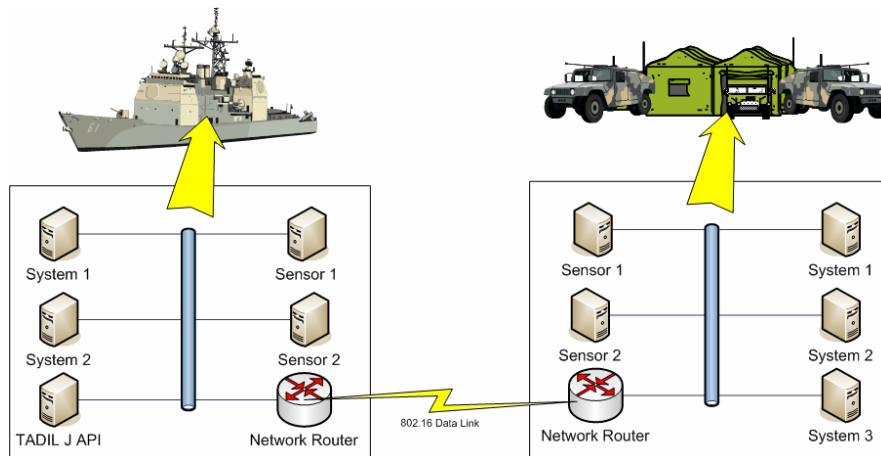 61
System 1
Sensor 1
System 2
Sensor 2
TADIL J API
Network Router
802.16 Data Link
Sensor 1
System 1
Sensor 2
System 2
Network Router
System 3